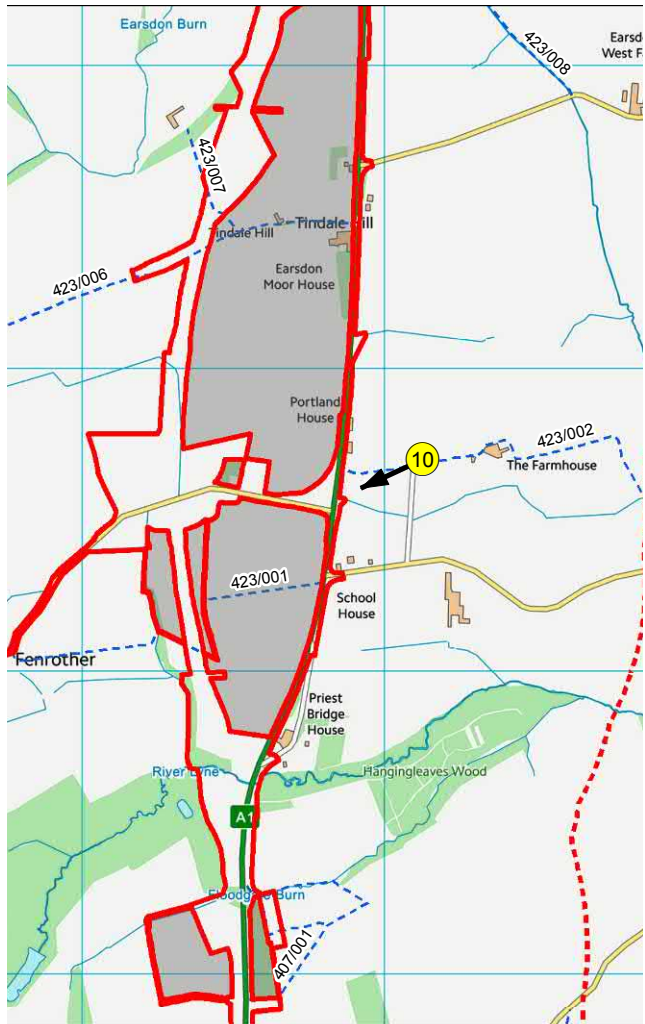 Earsdon Burn
423/008
423/007
Tindale Hill
Tindale Hill
Earsdon
Moor House
423/006
Portland
House
10
423/002
The Farmhouse
423/001
School
House
Fenrother
Priest
Bridge
House
River Lyne
Hangingleaves Wood
A1
Floodgate Burn
407/001